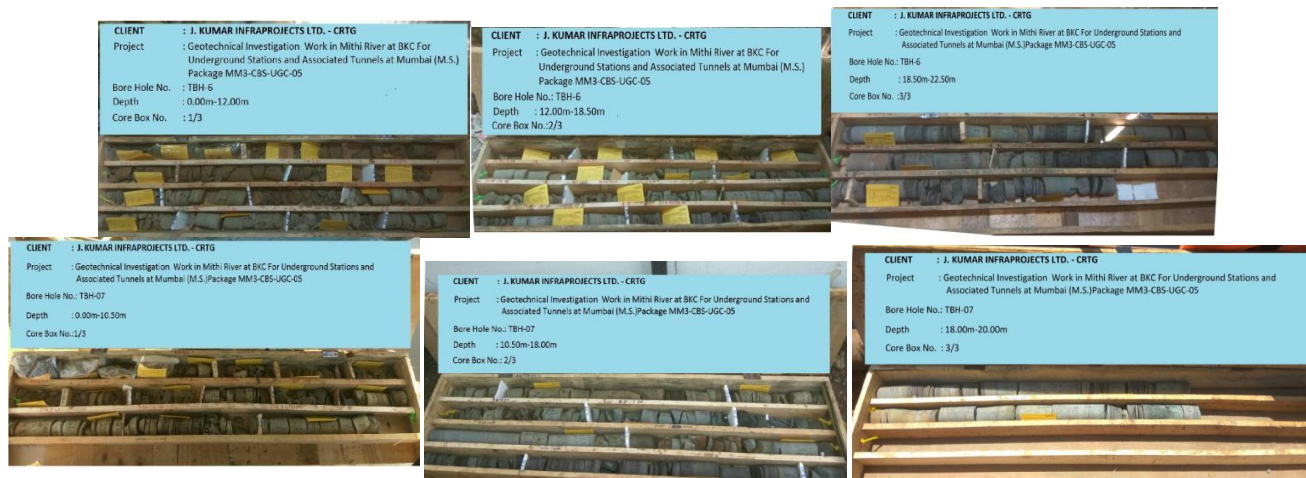 CLIENT : J. KUMAR INFRAPROJECTS LTD. - CRTG
Project : Geotechnical Investigation Work in Mithi River at BKC For
Underground Stations and Associated Tunnels at Mumbai (M.S.)
Package MM3-CBS-UGC-05
Bore Hole No. : TBH-6
Depth : 0.00m-12.00m
Core Box No. : 1/3
CLIENT : J. KUMAR INFRAPROJECTS LTD. - CRTG
Project : Geotechnical Investigation Work in Mithi River at BKC For
Underground Stations and Associated Tunnels at Mumbai (M.S.)
Package MM3-CBS-UGC-05
Bore Hole No.: TBH-6
Depth : 12.00m-18.50m
Core Box No.:2/3
CLIENT : J. KUMAR INFRAPROJECTS LTD. - CRTG
Project : Geotechnical Investigation Work in Mithi River at BKC For Underground Stations and
Associated Tunnels at Mumbai (M.S.)Package MM3-CBS-UGC-05
Bore Hole No.: TBH-6
Depth : 18.50m-22.50m
Core Box No. :3/3
CLIENT : J. KUMAR INFRAPROJECTS LTD. - CRTG
Project : Geotechnical Investigation Work in Mithi River at BKC For Underground Stations and
Associated Tunnels at Mumbai (M.S.)Package MM3-CBS-UGC-05
Bore Hole No.: TBH-07
Depth : 0.00m-10.50m
Core Box No.:1/3
CLIENT : J. KUMAR INFRAPROJECTS LTD. - CRTG
Project : Geotechnical Investigation Work in Mithi River at BKC For Underground Stations and
Associated Tunnels at Mumbai (M.S.)Package MM3-CBS-UGC-05
Bore Hole No.: TBH-07
Depth : 10.50m-18.00m
Core Box No.: 2/3
CLIENT : J. KUMAR INFRAPROJECTS LTD. - CRTG
Project : Geotechnical Investigation Work in Mithi River at BKC For Underground Stations and
Associated Tunnels at Mumbai (M.S.)Package MM3-CBS-UGC-05
Bore Hole No.: TBH-07
Depth : 18.00m-20.00m
Core Box No. : 3/3